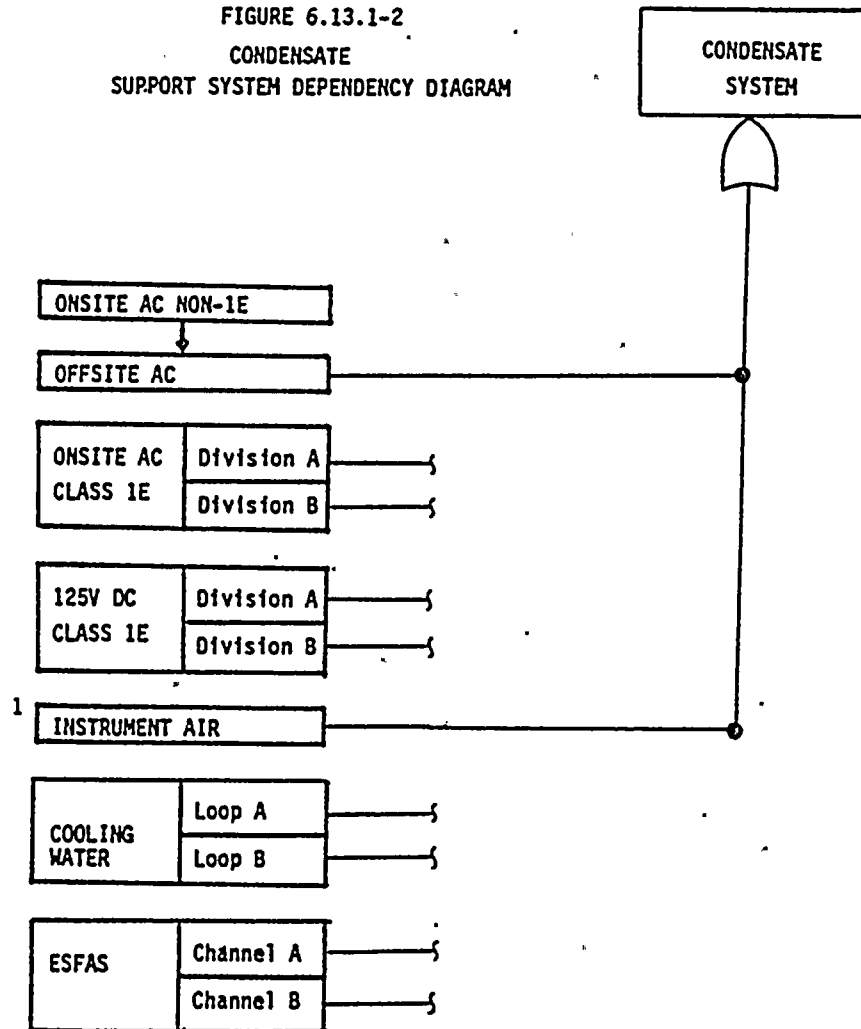 FIGURE 6.13.1-2
CONDENSATE
SUPPORT SYSTEM DEPENDENCY DIAGRAM
CONDENSATE
SYSTEM
ONSITE AC NON-1E
OFFSITE AC
ONSITE AC
CLASS 1E
Division A
Division B
125V DC
CLASS 1E
Division A
Division B
1
INSTRUMENT AIR
COOLING
WATER
Loop A
Loop B
ESFAS
Channel A
Channel B